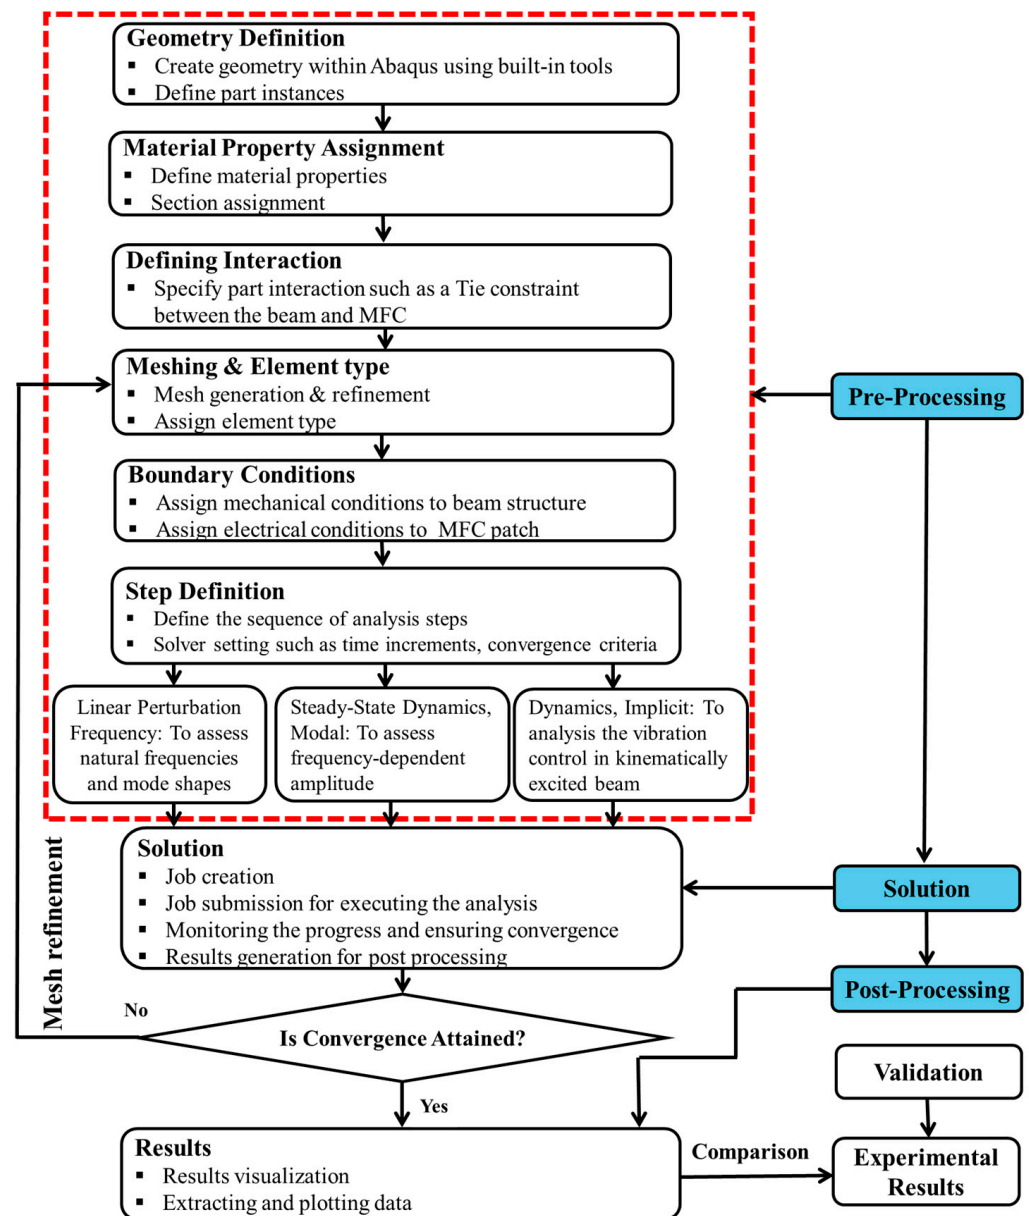 Geometry Definition
▪ Create geometry within Abaqus using built-in tools
▪ Define part instances
Material Property Assignment
▪ Define material properties
▪ Section assignment
Defining Interaction
▪ Specify part interaction such as a Tie constraint
between the beam and MFC
Meshing & Element type
▪ Mesh generation & refinement
▪ Assign element type
Pre-Processing
Boundary Conditions
▪ Assign mechanical conditions to beam structure
▪ Assign electrical conditions to MFC patch
Step Definition
▪ Define the sequence of analysis steps
▪ Solver setting such as time increments, convergence criteria
Linear Perturbation
Frequency: To assess
natural frequencies
and mode shapes
Steady-State Dynamics,
Modal: To assess
frequency-dependent
amplitude
Dynamics, Implicit: To
analysis the vibration
control in kinematically
excited beam
Solution
▪ Job creation
▪ Job submission for executing the analysis
▪ Monitoring the progress and ensuring convergence
▪ Results generation for post processing
Solution
Post-Processing
Mesh refinement
No
Is Convergence Attained?
Yes
Validation
Results
▪ Results visualization
▪ Extracting and plotting data
Comparison
Experimental
Results